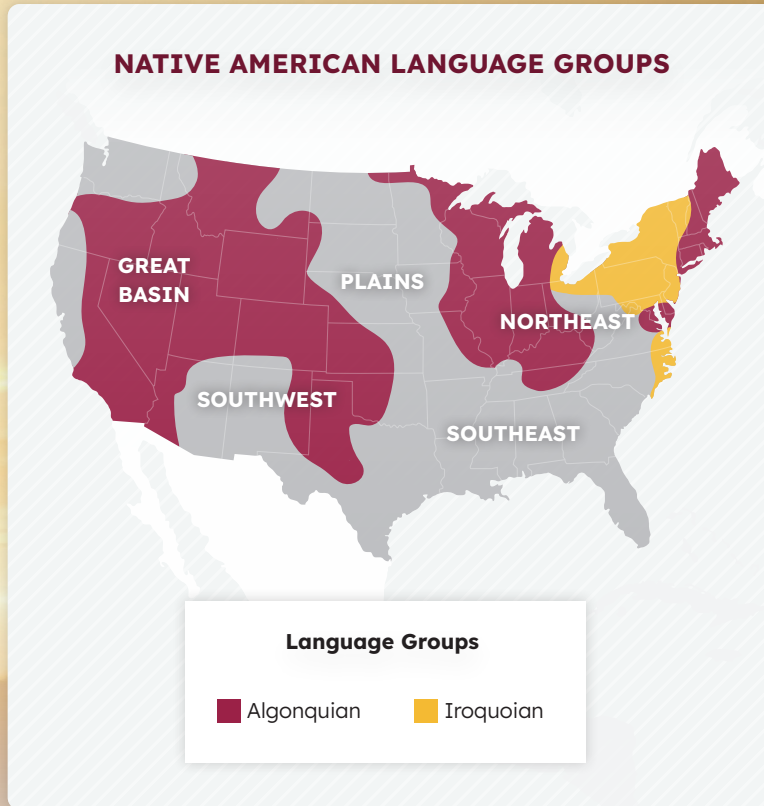 NATIVE AMERICAN LANGUAGE GROUPS
GREAT
BASIN
PLAINS
NORTHEAST
SOUTHWEST
SOUTHEAST
Language Groups
Algonquian
Iroquoian